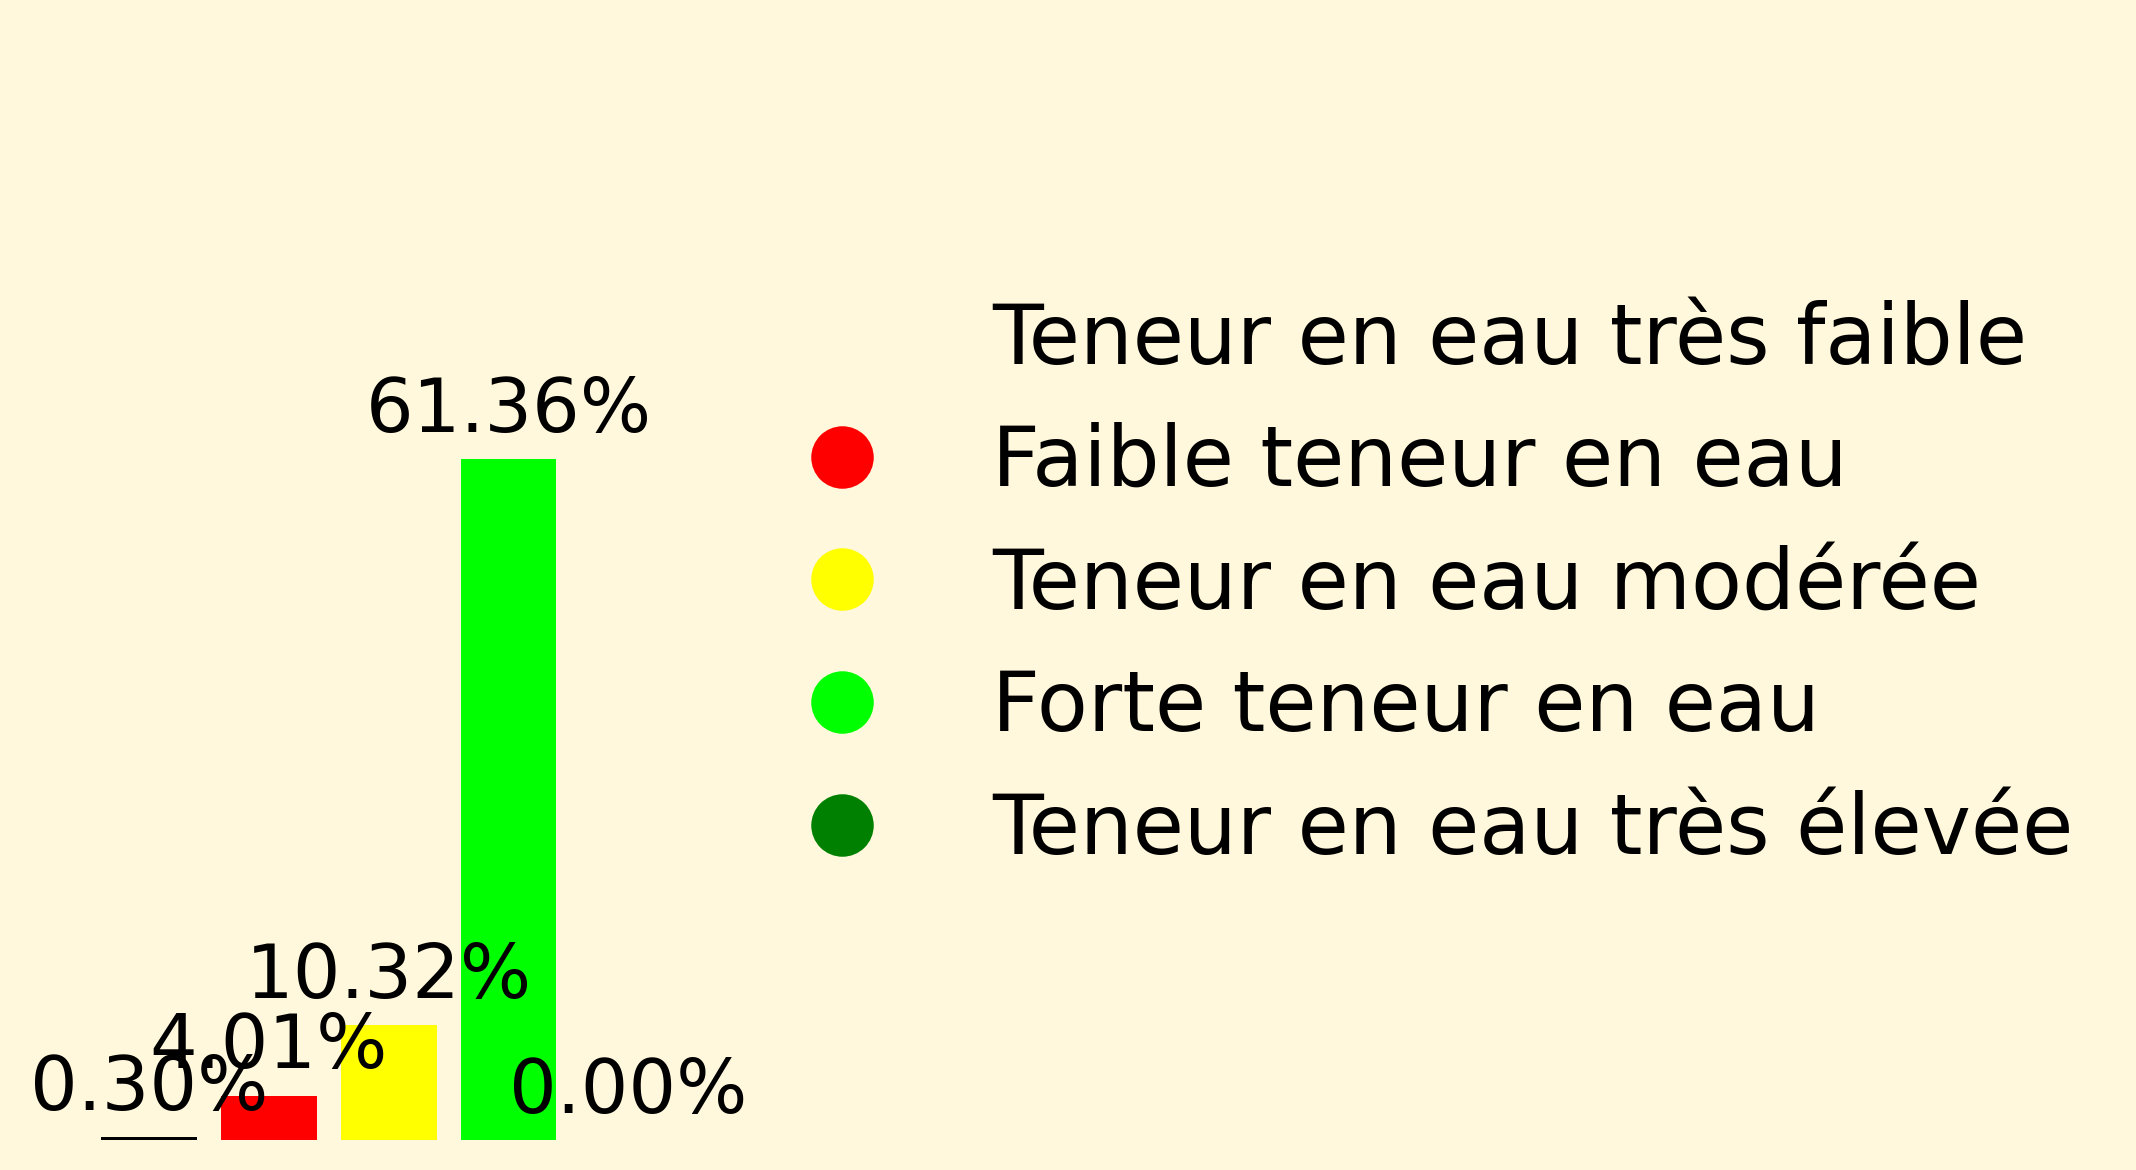 61.36%
10.32%
4.01%
0.30%
0.00%
Teneur en eau très faible
Faible teneur en eau
Teneur en eau modérée
Forte teneur en eau
Teneur en eau très élevée